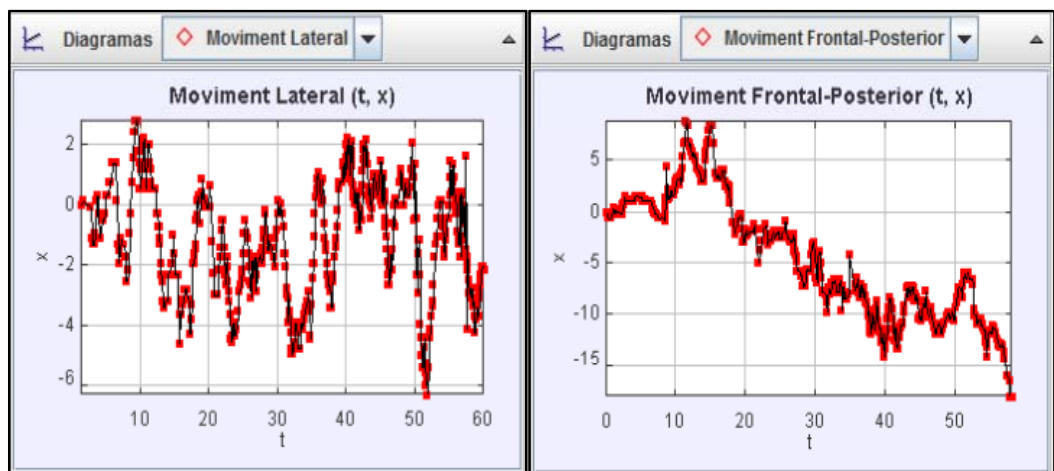 Diagramas Moviment Lateral
Moviment Lateral (t, x)
2
0
-2
-4
-6
x
10 20 30 40 50 60
t
Diagramas Moviment Frontal-Posterior
Moviment Frontal-Posterior (t, x)
5
0
-5
-10
-15
x
0 10 20 30 40 50
t